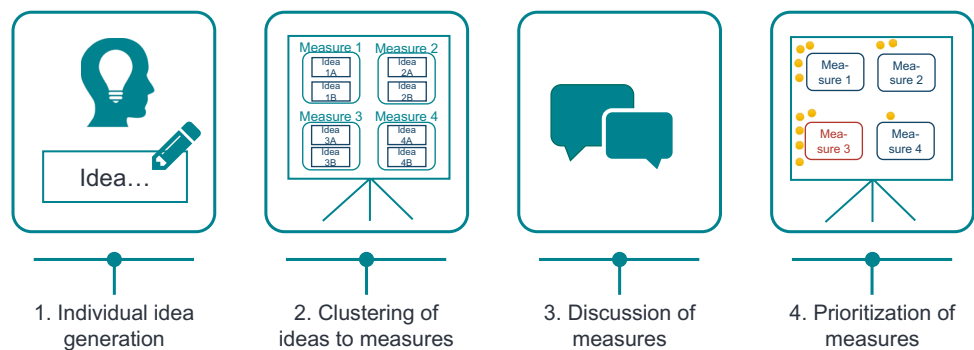 Idea…
1. Individual idea
generation
Measure 1
Idea
1A
Idea
1B
Measure 2
Idea
2A
Idea
2B
Measure 3
Idea
3A
Idea
3B
Measure 4
Idea
4A
Idea
4B
2. Clustering of
ideas to measures
3. Discussion of
measures
Mea-
sure 1
Mea-
sure 2
Mea-
sure 3
Mea-
sure 4
4. Prioritization of
measures